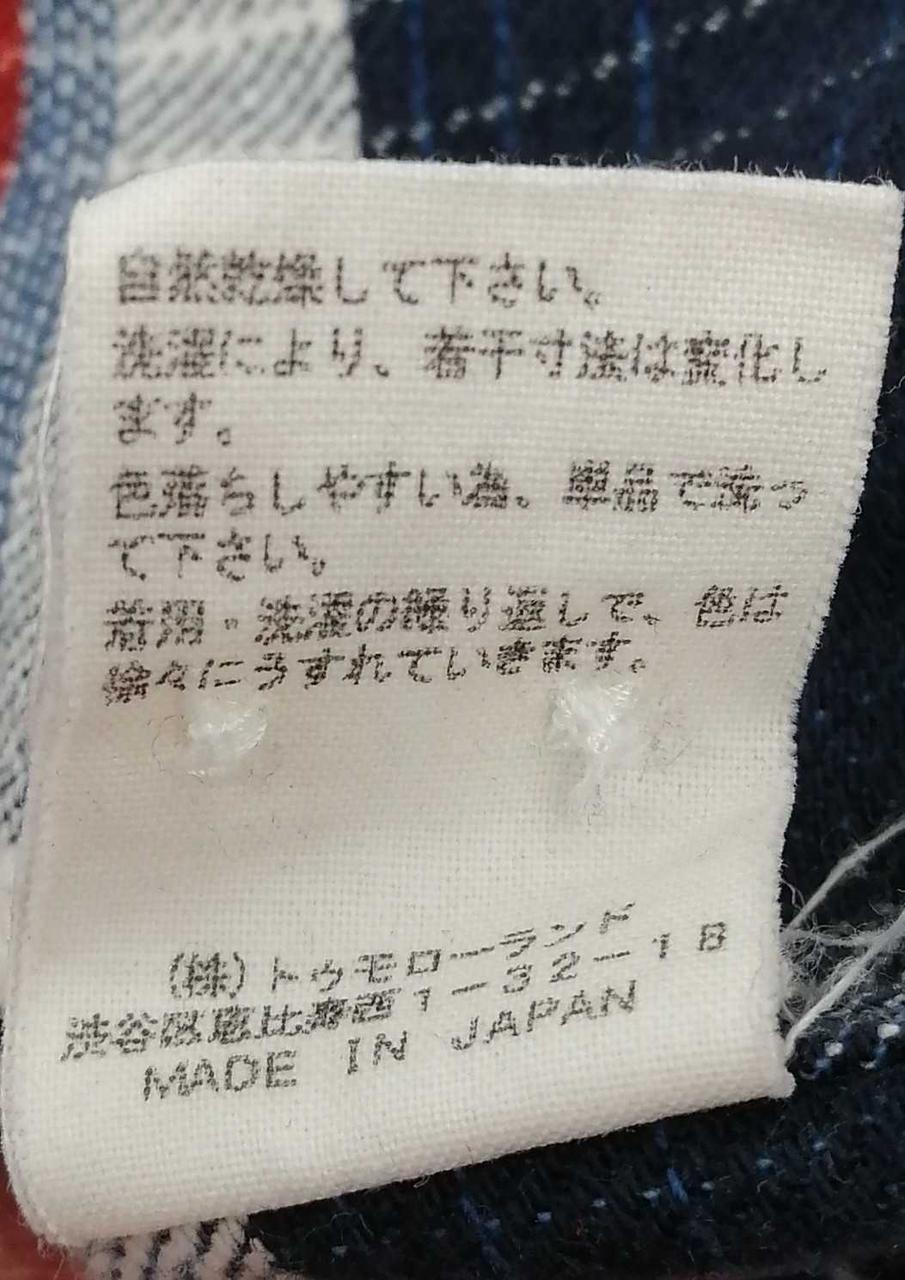 自然乾燥して下さい。
洗濯により、若干寸法は変化し
ます。
色落ちしやすい為、単品で洗っ
て下さい。
着用・洗濯の繰り返しで、色は
徐々にうすれていきます。
(株)トゥモローランド
渋谷区恵比寿西1-32-18
MADE IN JAPAN